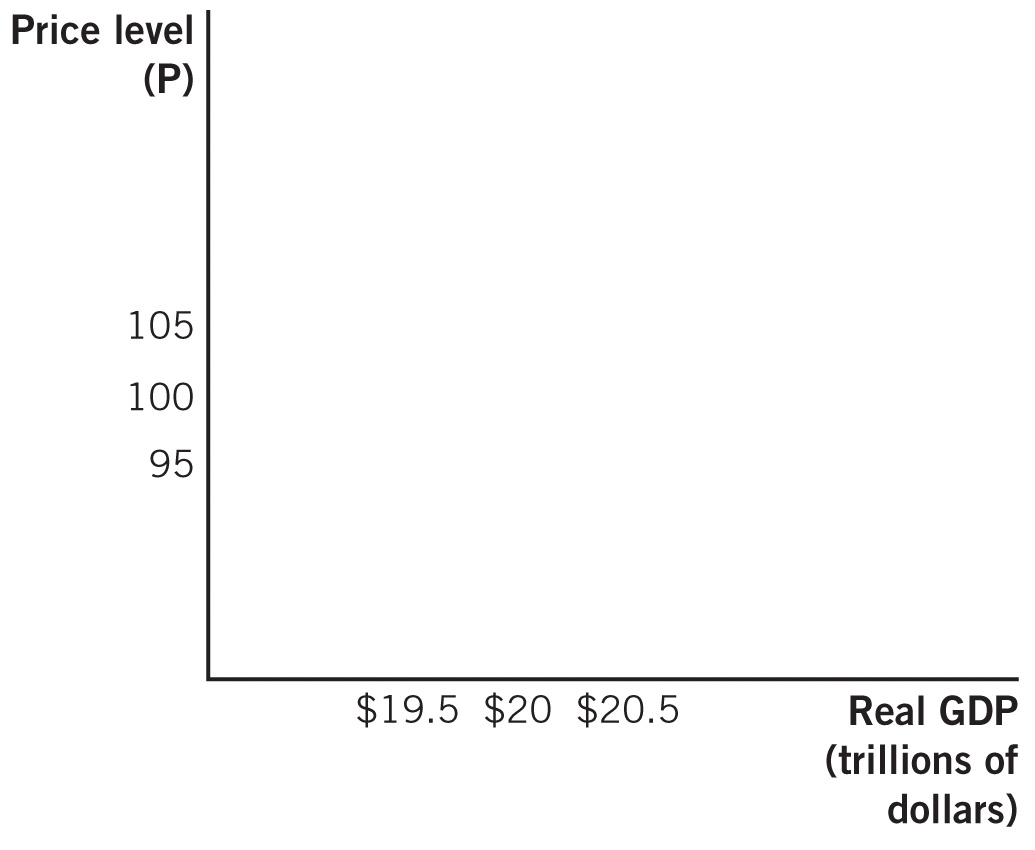 Price level
(P)
105
100
95
$19.5 $20 $20.5
Real GDP
(trillions of
dollars)